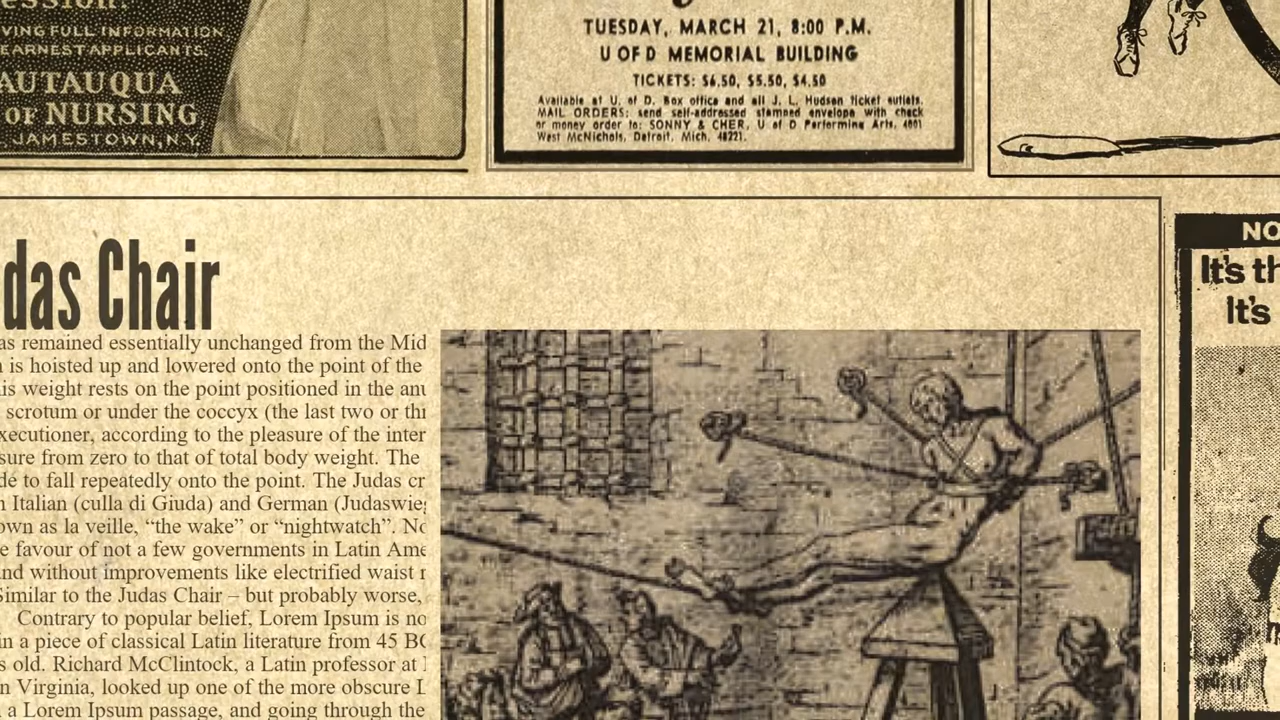 VING FULL INFORMATION
EARNEST APPLICANTS.
AUTAUQUA
OF NURSING
JAMESTOWN, N.Y.
TUESDAY, MARCH 21, 8:00 P.M.
U OF D MEMORIAL BUILDING
TICKETS: $6.50, $5.50, $4.50
Available at U. of D. Box office and all J. L. Hudson ticket outlets.
MAIL ORDERS: send self-addressed stamped envelope with check
or money order to: SONNY & CHER, U of D Performing Arts, 4001
West McNichols, Detroit, Mich. 48221.
NO
It's th
It's
das Chair
as remained essentially unchanged from the Mid
is hoisted up and lowered onto the point of the
is weight rests on the point positioned in the anu
scrotum or under the coccyx (the last two or thr
xecutioner, according to the pleasure of the inter
sure from zero to that of total body weight. The
de to fall repeatedly onto the point. The Judas cr
Italian (culla di Giuda) and German (Judaswieg
own as la veille, “the wake” or “nightwatch”. No
e favour of not a few governments in Latin Ame
and without improvements like electrified waist r
Similar to the Judas Chair – but probably worse,
Contrary to popular belief, Lorem Ipsum is no
in a piece of classical Latin literature from 45 BC
s old. Richard McClintock, a Latin professor at
n Virginia, looked up one of the more obscure L
a Lorem Ipsum passage, and going through the